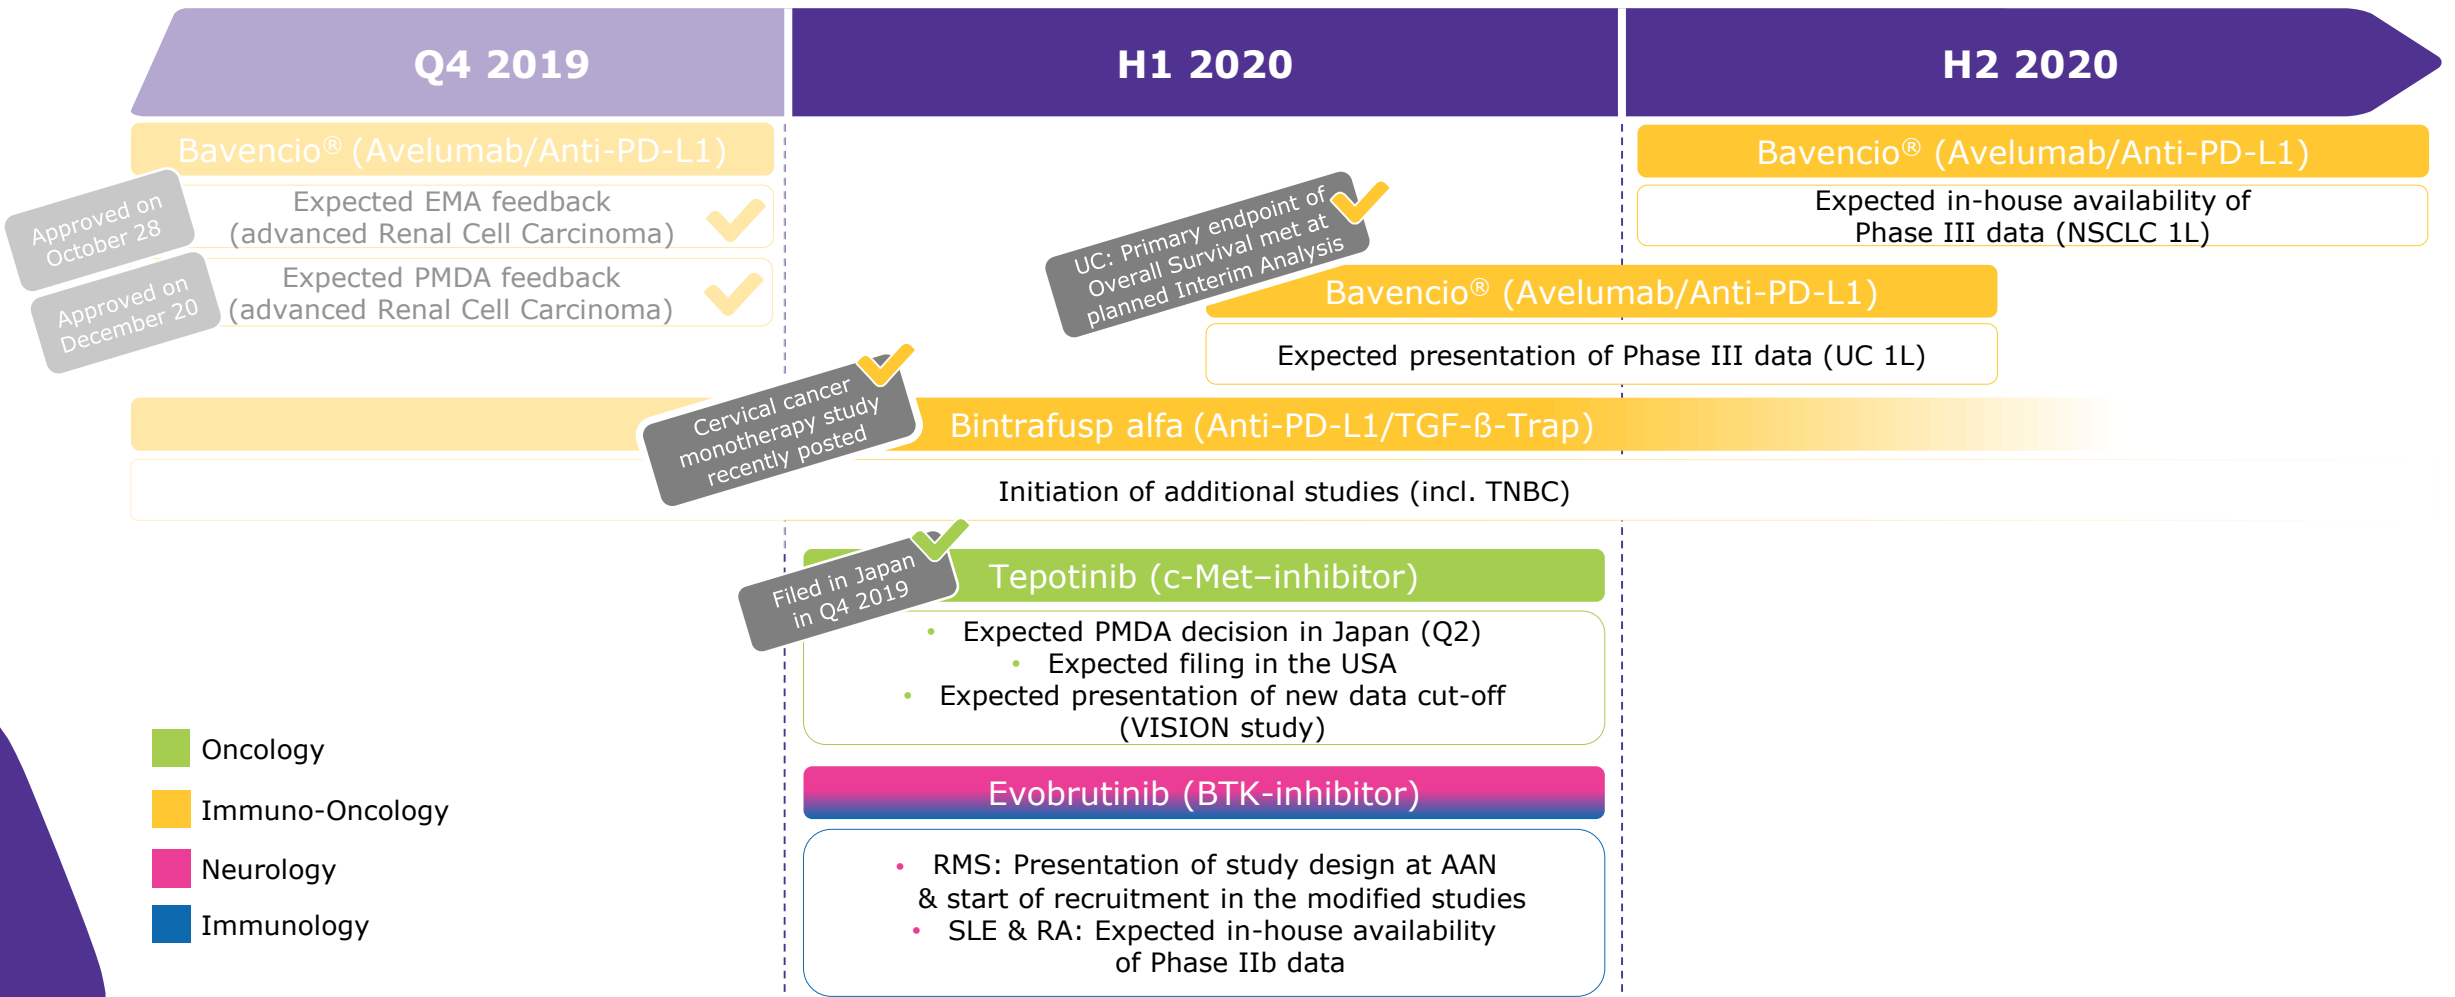 Q4 2019
H1 2020
H2 2020
Bavencio® (Avelumab/Anti-PD-L1)
Approved on
October 28
Expected EMA feedback
(advanced Renal Cell Carcinoma)
Approved on
December 20
Expected PMDA feedback
(advanced Renal Cell Carcinoma)
Bavencio® (Avelumab/Anti-PD-L1)
Expected in-house availability of
Phase III data (NSCLC 1L)
UC: Primary endpoint of
Overall Survival met at
planned Interim Analysis
Bavencio® (Avelumab/Anti-PD-L1)
Expected presentation of Phase III data (UC 1L)
Cervical cancer
monotherapy study
recently posted
Bintrafusp alfa (Anti-PD-L1/TGF-ß-Trap)
Initiation of additional studies (incl. TNBC)
Filed in Japan
in Q4 2019
Tepotinib (c-Met–inhibitor)
• Expected PMDA decision in Japan (Q2)
• Expected filing in the USA
• Expected presentation of new data cut-off
(VISION study)
Evobrutinib (BTK-inhibitor)
• RMS: Presentation of study design at AAN
& start of recruitment in the modified studies
• SLE & RA: Expected in-house availability
of Phase IIb data
Oncology
Immuno-Oncology
Neurology
Immunology